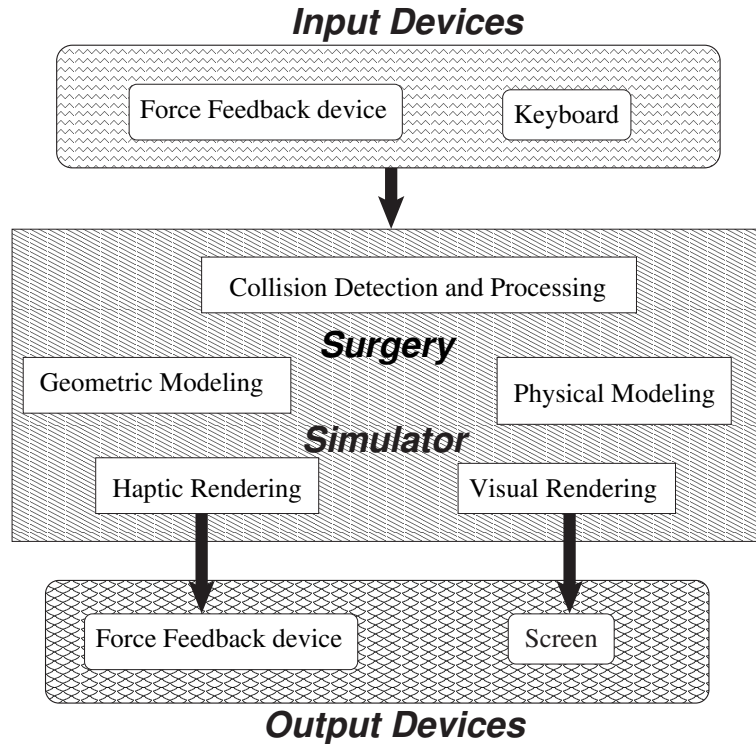 Input Devices
Force Feedback device
Keyboard
Collision Detection and Processing
Surgery
Geometric Modeling
Physical Modeling
Simulator
Haptic Rendering
Visual Rendering
Force Feedback device
Screen
Output Devices